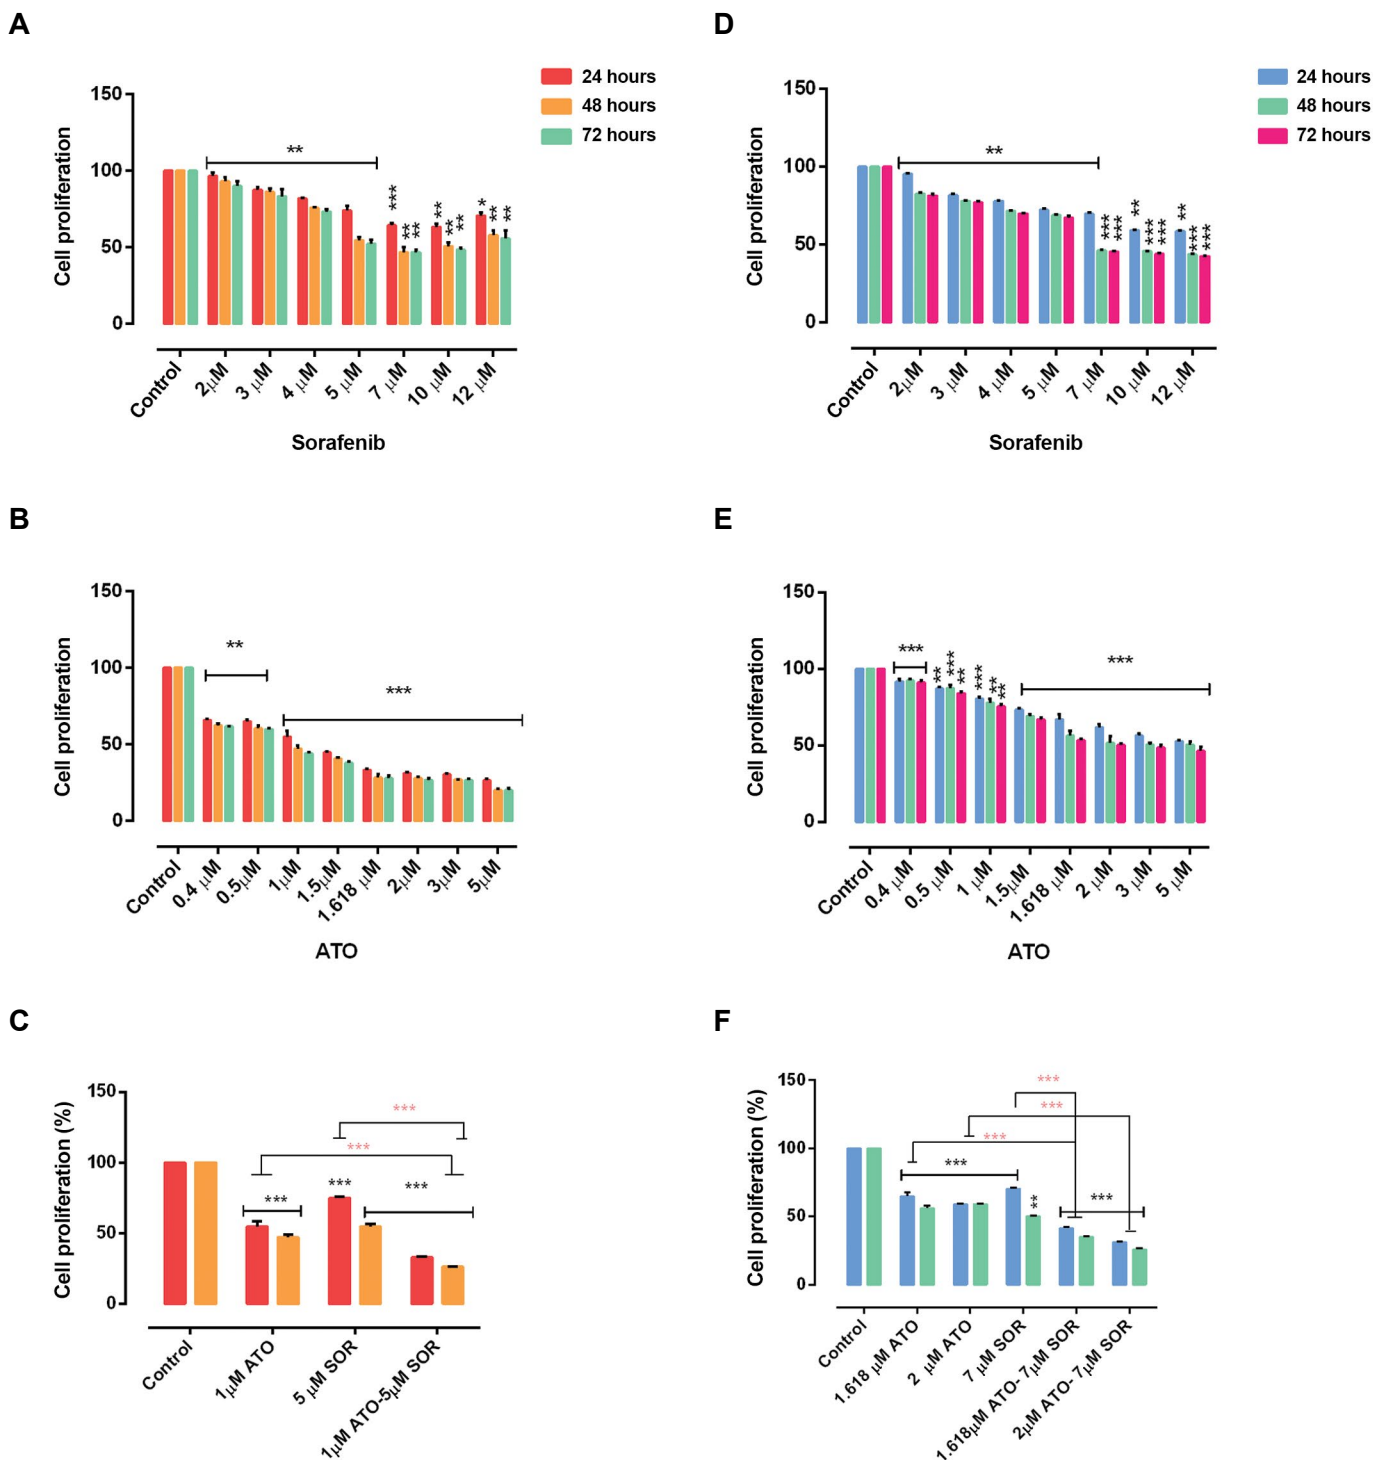 A
24 hours
48 hours
72 hours
Cell proliferation
150
100
50
0
**
***
**
**
**
**
**
*
**
**
Control
2μM
3 μM
4 μM
5 μM
7 μM
10 μM
12 μM
Sorafenib
D
24 hours
48 hours
72 hours
Cell proliferation
150
100
50
0
**
***
***
**
***
***
**
***
***
Control
2μM
3 μM
4 μM
5 μM
7 μM
10 μM
12 μM
Sorafenib
B
Cell proliferation
150
100
50
0
**
***
Control
0.4 μM
0.5μM
1μM
1.5μM
1.618 μM
2μM
3μM
5μM
ATO
E
Cell proliferation
150
100
50
0
***
**
***
**
***
**
**
***
Control
0.4 μM
0.5 μM
1 μM
1.5μM
1.618 μM
2 μM
3 μM
5 μM
ATO
C
Cell proliferation (%)
150
100
50
0
***
***
***
***
***
Control
1μM ATO
5 μM SOR
1μM ATO-5μM SOR
F
Cell proliferation (%)
150
100
50
0
***
***
***
***
**
***
Control
1.618 μM ATO
2 μM ATO
7 μM SOR
1.618μM ATO- 7μM SOR
2μM ATO- 7μM SOR